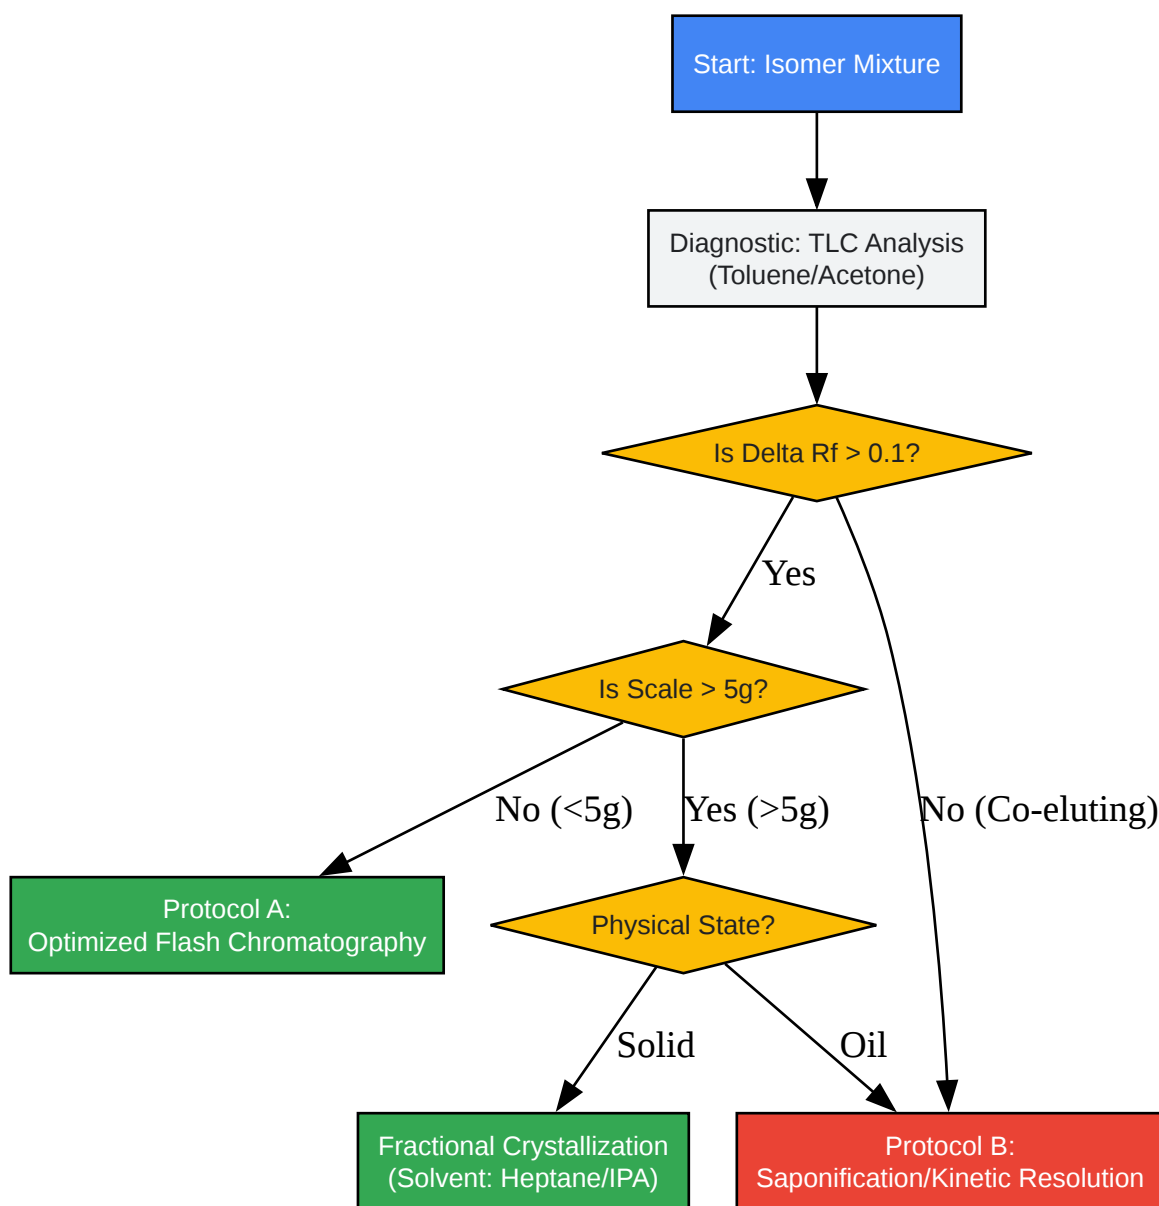 Start: Isomer Mixture
Diagnostic: TLC Analysis
(Toluene/Acetone)
Is Delta Rf > 0.1?
Yes
Is Scale > 5g?
No (<5g)
Yes (>5g)
No (Co-eluting)
Protocol A:
Optimized Flash Chromatography
Physical State?
Solid
Oil
Fractional Crystallization
(Solvent: Heptane/IPA)
Protocol B:
Saponification/Kinetic Resolution